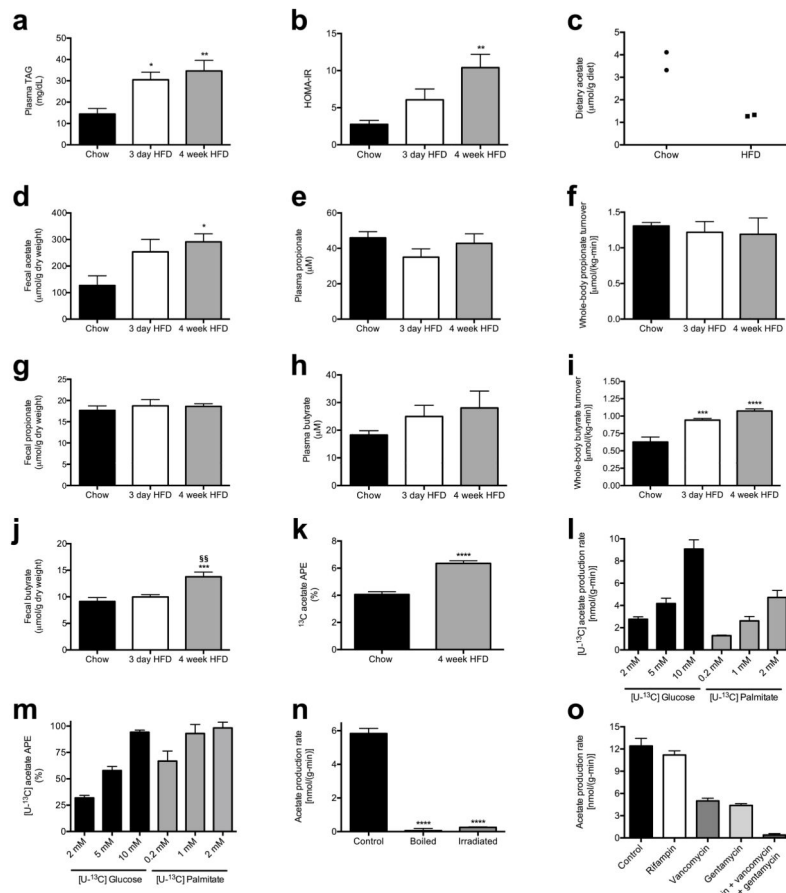 a
Plasma TAG
(mg/dL)
50
40
30
20
10
0
*
**
Chow
3 day HFD
4 week HFD
b
HOMA-IR
15
10
5
0
**
Chow
3 day HFD
4 week HFD
c
Dietary acetate
(μmol/g diet)
5
4
3
2
1
0
Chow
HFD
d
Fecal acetate
(μmol/g dry weight)
400
300
200
100
0
*
Chow
3 day HFD
4 week HFD
e
Plasma propionate
(μM)
60
40
20
0
Chow
3 day HFD
4 week HFD
f
Whole-body propionate turnover
[μmol/(kg-min)]
1.5
1.0
0.5
0.0
Chow
3 day HFD
4 week HFD
g
Fecal propionate
(μmol/g dry weight)
25
20
15
10
5
0
Chow
3 day HFD
4 week HFD
h
Plasma butyrate
(μM)
60
40
20
0
Chow
3 day HFD
4 week HFD
i
Whole-body butyrate turnover
[μmol/(kg-min)]
1.25
1.00
0.75
0.50
0.25
0.00
***
****
Chow
3 day HFD
4 week HFD
j
Fecal butyrate
(μmol/g dry weight)
20
15
10
5
0
§§
***
Chow
3 day HFD
4 week HFD
k
¹³C acetate APE
(%)
8
6
4
2
0
****
Chow
4 week HFD
l
[U-¹³C] acetate production rate
[nmol/(g-min)]
10
8
6
4
2
0
2 mM
5 mM
10 mM
0.2 mM
1 mM
2 mM
[U-¹³C] Glucose
[U-¹³C] Palmitate
m
[U-¹³C] acetate APE
(%)
100
75
50
25
0
2 mM
5 mM
10 mM
0.2 mM
1 mM
2 mM
[U-¹³C] Glucose
[U-¹³C] Palmitate
n
Acetate production rate
[nmol/(g-min)]
6
4
2
0
****
****
Control
Boiled
Irradiated
o
Acetate production rate
[nmol/(g-min)]
15
10
5
0
Control
Rifampin
Vancomycin
Gentamycin
+ vancomycin
+ gentamycin